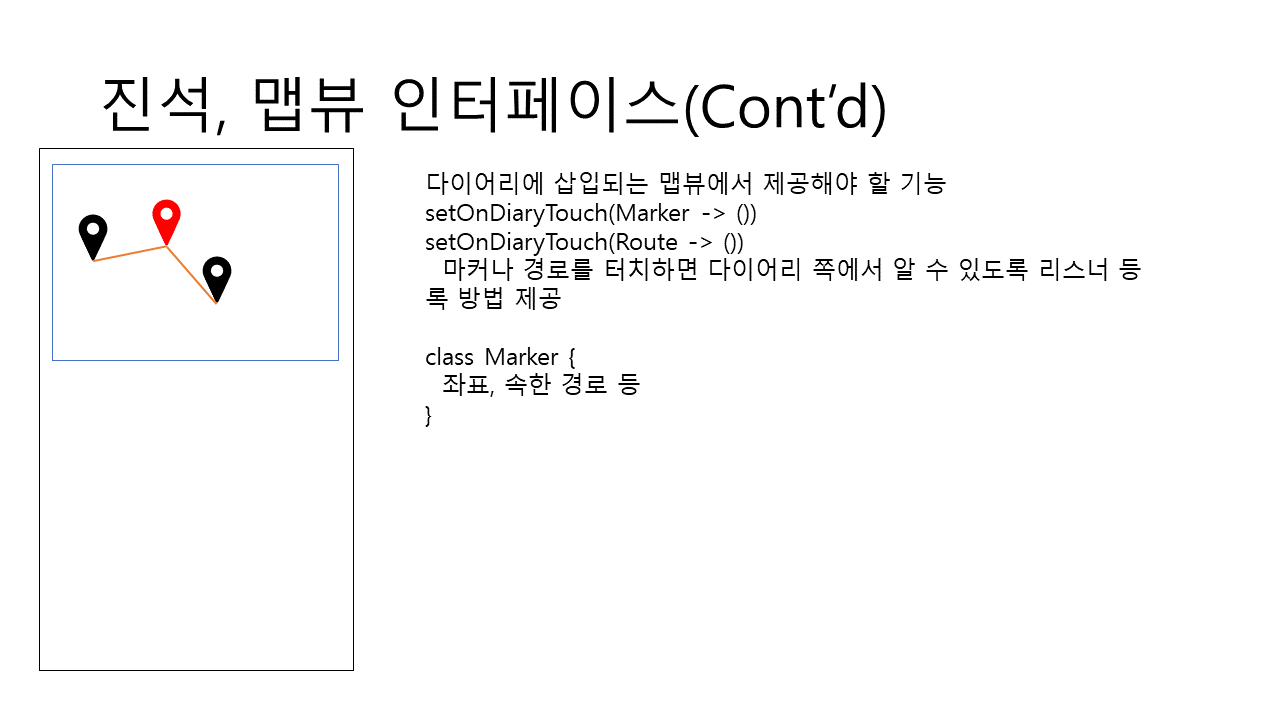 진석, 맵뷰 인터페이스(Cont’d)
다이어리에 삽입되는 맵뷰에서 제공해야 할 기능
setOnDiaryTouch(Marker -> ())
setOnDiaryTouch(Route -> ())
마커나 경로를 터치하면 다이어리 쪽에서 알 수 있도록 리스너 등
록 방법 제공
class Marker {
좌표, 속한 경로 등
}